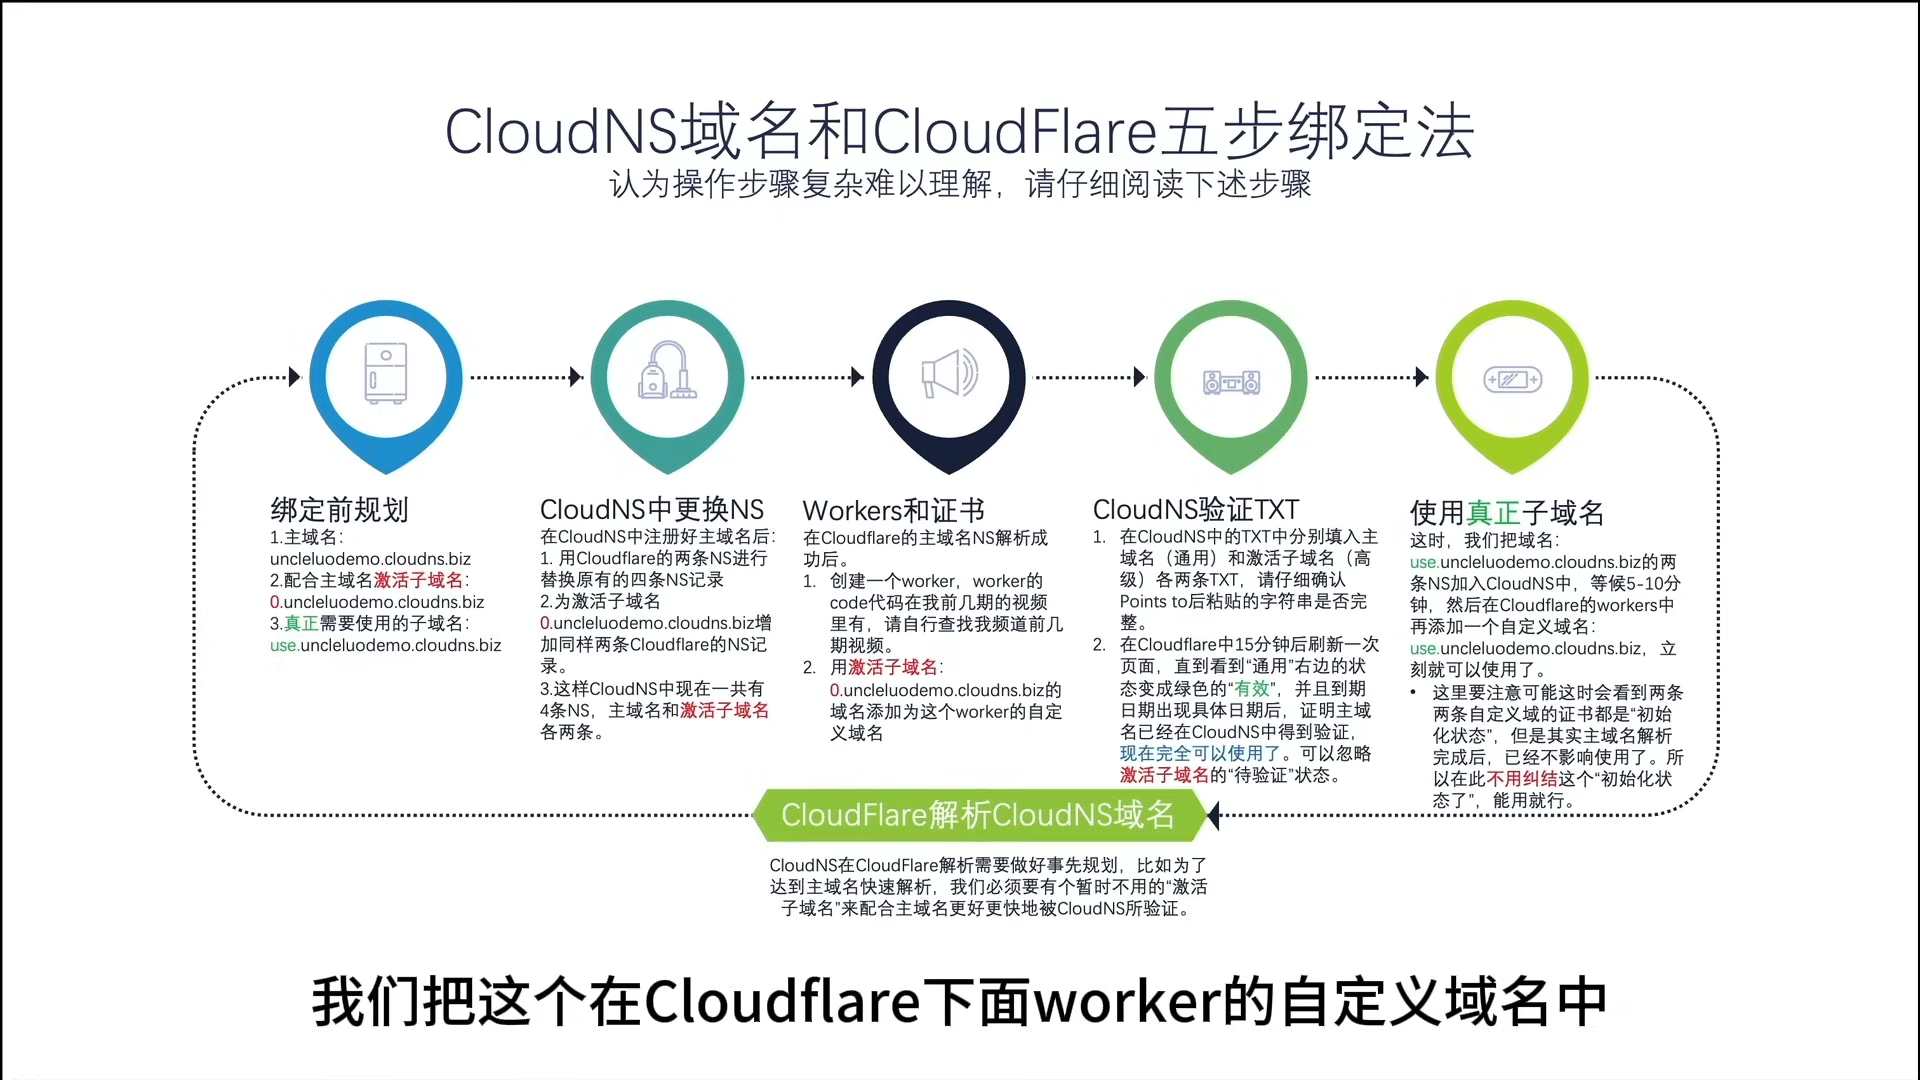 CloudNS域名和CloudFlare五步绑定法
认为操作步骤复杂难以理解，请仔细阅读下述步骤
绑定前规划
1.主域名：
uncleluodemo.cloudns.biz
2.配合主域名激活子域名：
0.uncleluodemo.cloudns.biz
3.真正需要使用的子域名：
use.uncleluodemo.cloudns.biz
CloudNS中更换NS
在CloudNS中注册好主域名后：
1. 用Cloudflare的两条NS进行
替换原有的四条NS记录
2.为激活子域名
0.uncleluodemo.cloudns.biz增
加同样两条Cloudflare的NS记
录。
3.这样CloudNS中现在一共有
4条NS，主域名和激活子域名
各两条。
Workers和证书
在Cloudflare的主域名NS解析成
功后。
1. 创建一个worker，worker的
code代码在我前几期的视频
里有，请自行查找我频道前几
期视频。
2. 用激活子域名：
0.uncleluodemo.cloudns.biz的
域名添加为这个worker的自定
义域名
CloudNS验证TXT
1. 在CloudNS中的TXT中分别填入主
域名（通用）和激活子域名（高
级）各两条TXT，请仔细确认
Points to后粘贴的字符串是否完
整。
2. 在Cloudflare中15分钟后刷新一次
页面，直到看到“通用”右边的状
态变成绿色的“有效”，并且到期
日期出现具体日期后，证明主域
名已经在CloudNS中得到验证，
现在完全可以使用了。可以忽略
激活子域名的“待验证”状态。
使用真正子域名
这时，我们把域名：
use.uncleluodemo.cloudns.biz的两
条NS加入CloudNS中，等候5-10分
钟，然后在Cloudflare的workers中
再添加一个自定义域名：
use.uncleluodemo.cloudns.biz，立
刻就可以使用了。
• 这里要注意可能这时会看到两条
两条自定义域的证书都是“初始
化状态”，但是其实主域名解析
完成后，已经不影响使用了。所
以在此不用纠结这个“初始化状
态了”，能用就行。
CloudFlare解析CloudNS域名
CloudNS在CloudFlare解析需要做好事先规划，比如为了
达到主域名快速解析，我们必须要有个暂时不用的“激活
子域名”来配合主域名更好更快地被CloudNS所验证。
我们把这个在Cloudflare下面worker的自定义域名中